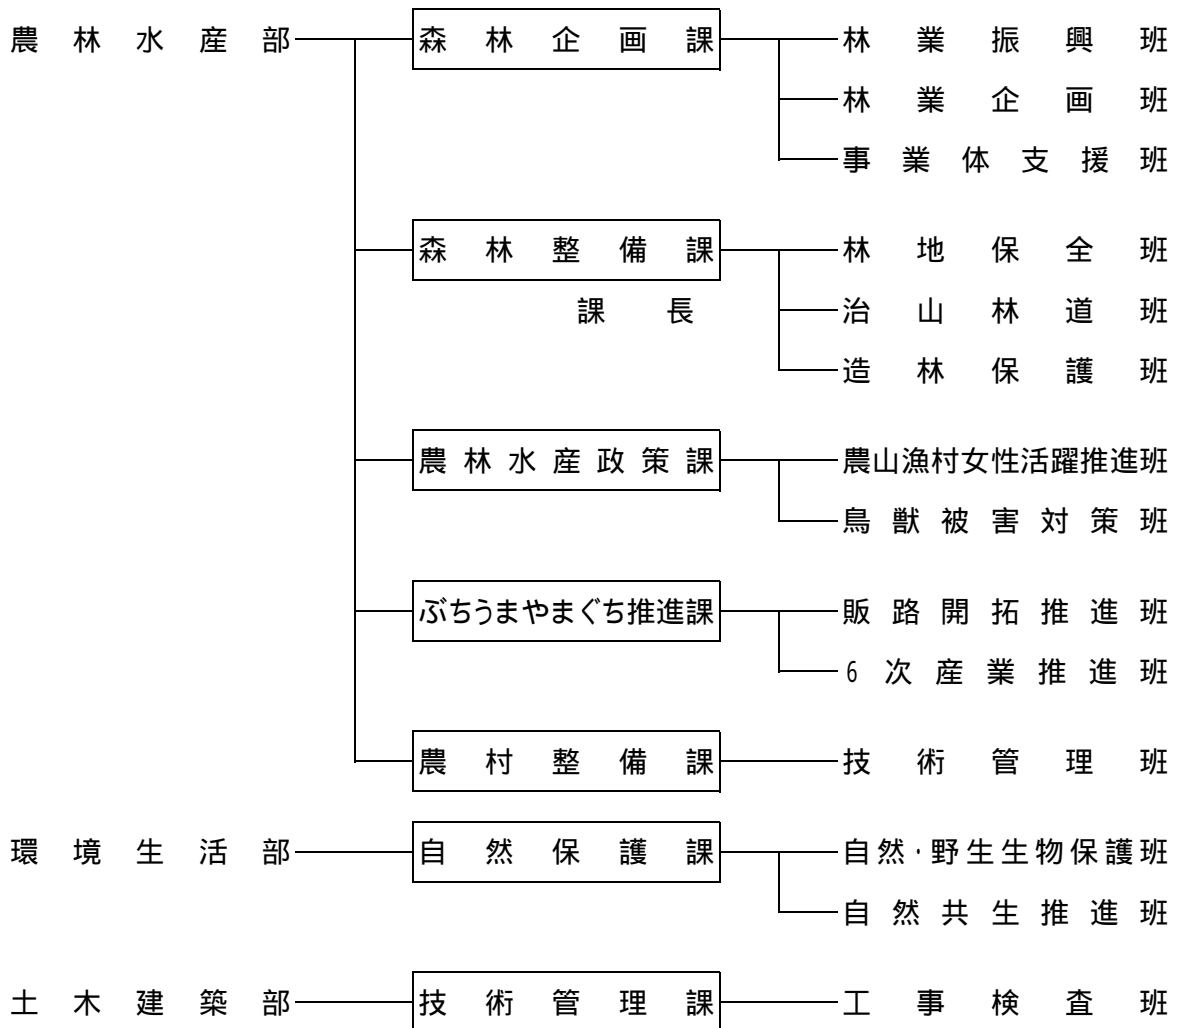 農林水産部 森林企画課 林業振興班
林業企画班
事業体支援班
森林整備課 林地保全班
課長 治山林道班
造林保護班
農林水産政策課 農山漁村女性活躍推進班
鳥獣被害対策班
ぶちうまやまぐち推進課 販路開拓推進班
6次産業推進班
農村整備課 技術管理班
環境生活部 自然保護課 自然・野生生物保護班
自然共生推進班
土木建築部 技術管理課 工事検査班